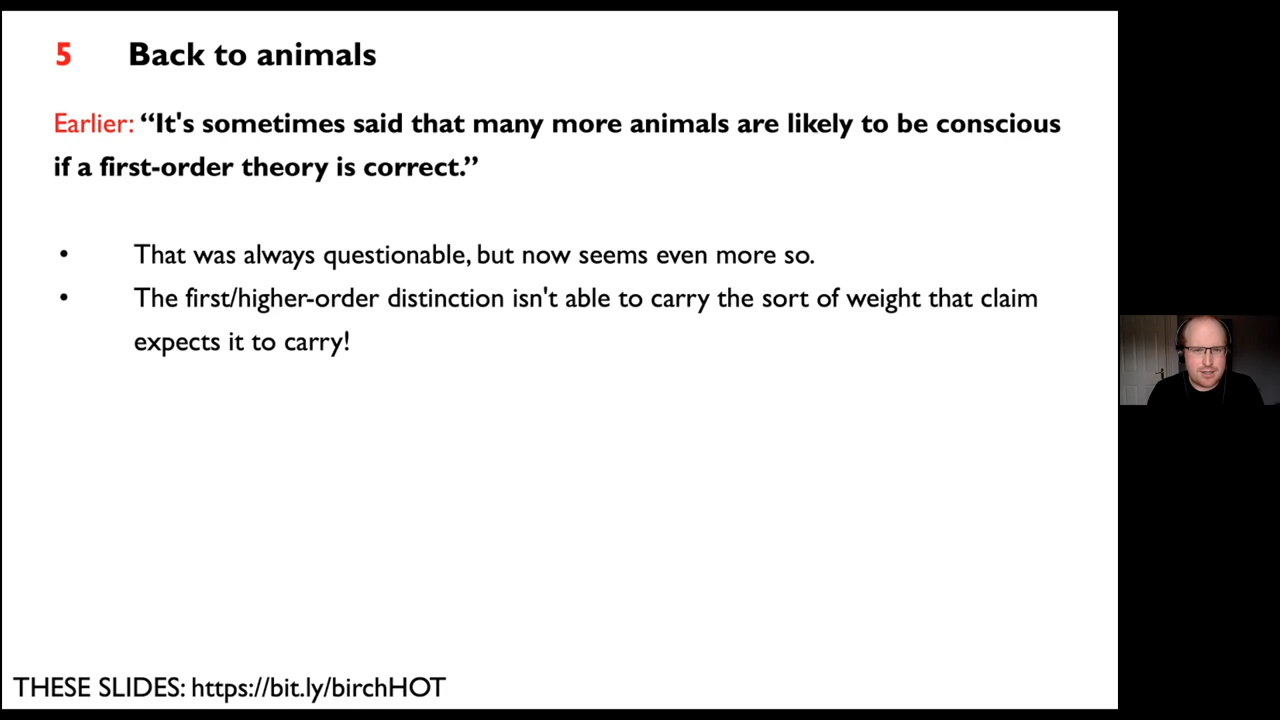 5 Back to animals
Earlier: “It's sometimes said that many more animals are likely to be conscious
if a first-order theory is correct.”
• That was always questionable, but now seems even more so.
• The first/higher-order distinction isn't able to carry the sort of weight that claim
expects it to carry!
THESE SLIDES: https://bit.ly/birchHOT